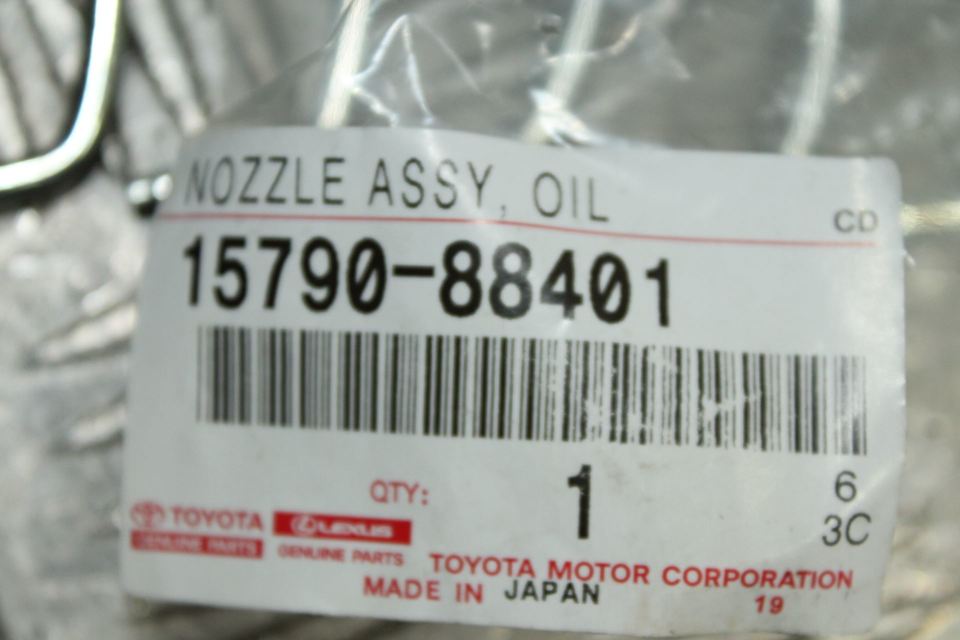 NOZZLE ASSY, OIL
CD
15790-88401
QTY: 1 6
3C
TOYOTA LEXUS
GENUINE PARTS GENUINE PARTS
TOYOTA MOTOR CORPORATION
MADE IN JAPAN 19